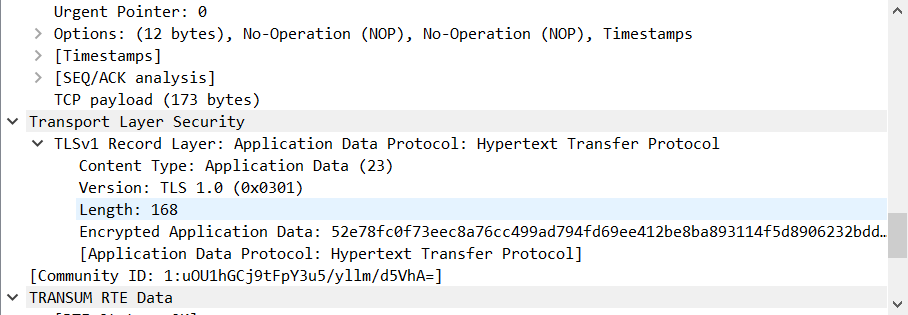 Urgent Pointer: 0
Options: (12 bytes), No-Operation (NOP), No-Operation (NOP), Timestamps
[Timestamps]
[SEQ/ACK analysis]
TCP payload (173 bytes)
Transport Layer Security
TLSv1 Record Layer: Application Data Protocol: Hypertext Transfer Protocol
Content Type: Application Data (23)
Version: TLS 1.0 (0x0301)
Length: 168
Encrypted Application Data: 52e78fc0f73eec8a76cc499ad794fd69ee412be8ba893114f5d8906232bdd…
[Application Data Protocol: Hypertext Transfer Protocol]
[Community ID: 1:uOU1hGCj9tFpY3u5/yllm/d5VhA=]
TRANSUM RTE Data